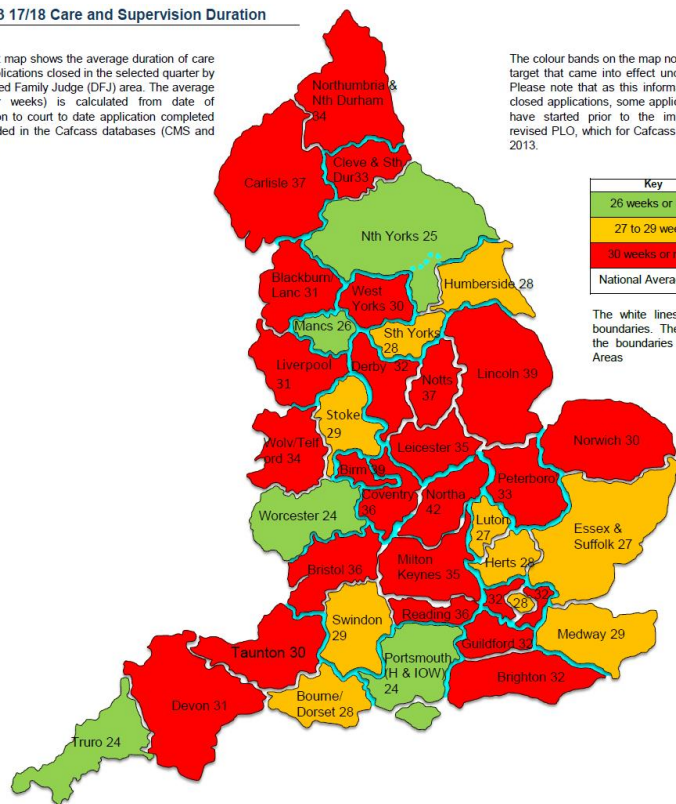 3 17/18 Care and Supervision Duration
map shows the average duration of care
plications closed in the selected quarter by
ed Family Judge (DFJ) area. The average
weeks) is calculated from date of
on to court to date application completed
ded in the Cafcass databases (CMS and
The colour bands on the map no
target that came into effect un
Please note that as this inform
closed applications, some appli
have started prior to the im
revised PLO, which for Cafcass
2013.
Key
26 weeks or
27 to 29 wee
30 weeks or
National Averag
The white lines
boundaries. The
the boundaries
Areas
Northumbria &
Nth Durham
34
Carlisle 37
Cleve & Sth
Dur33
Nth Yorks 25
Blackburn/
Lanc 31
West
Yorks 30
Humberside 28
Mancs 26
Sth Yorks
28
Liverpool
31
Derby 32
Notts
37
Lincoln 39
Stoke
29
Wolv/Telf
ord 34
Leicester 35
Norwich 30
Birm 39
Peterboro
33
Coventry
36
Northa
42
Worcester 24
Luton
27
Essex &
Suffolk 27
Herts 28
Bristol 36
Milton
Keynes 35
32
28
32
Swindon
29
Reading 36
Medway 29
Guildford 32
Taunton 30
Portsmouth
(H & IOW)
24
Brighton 32
Devon 31
Bourne/
Dorset 28
Truro 24